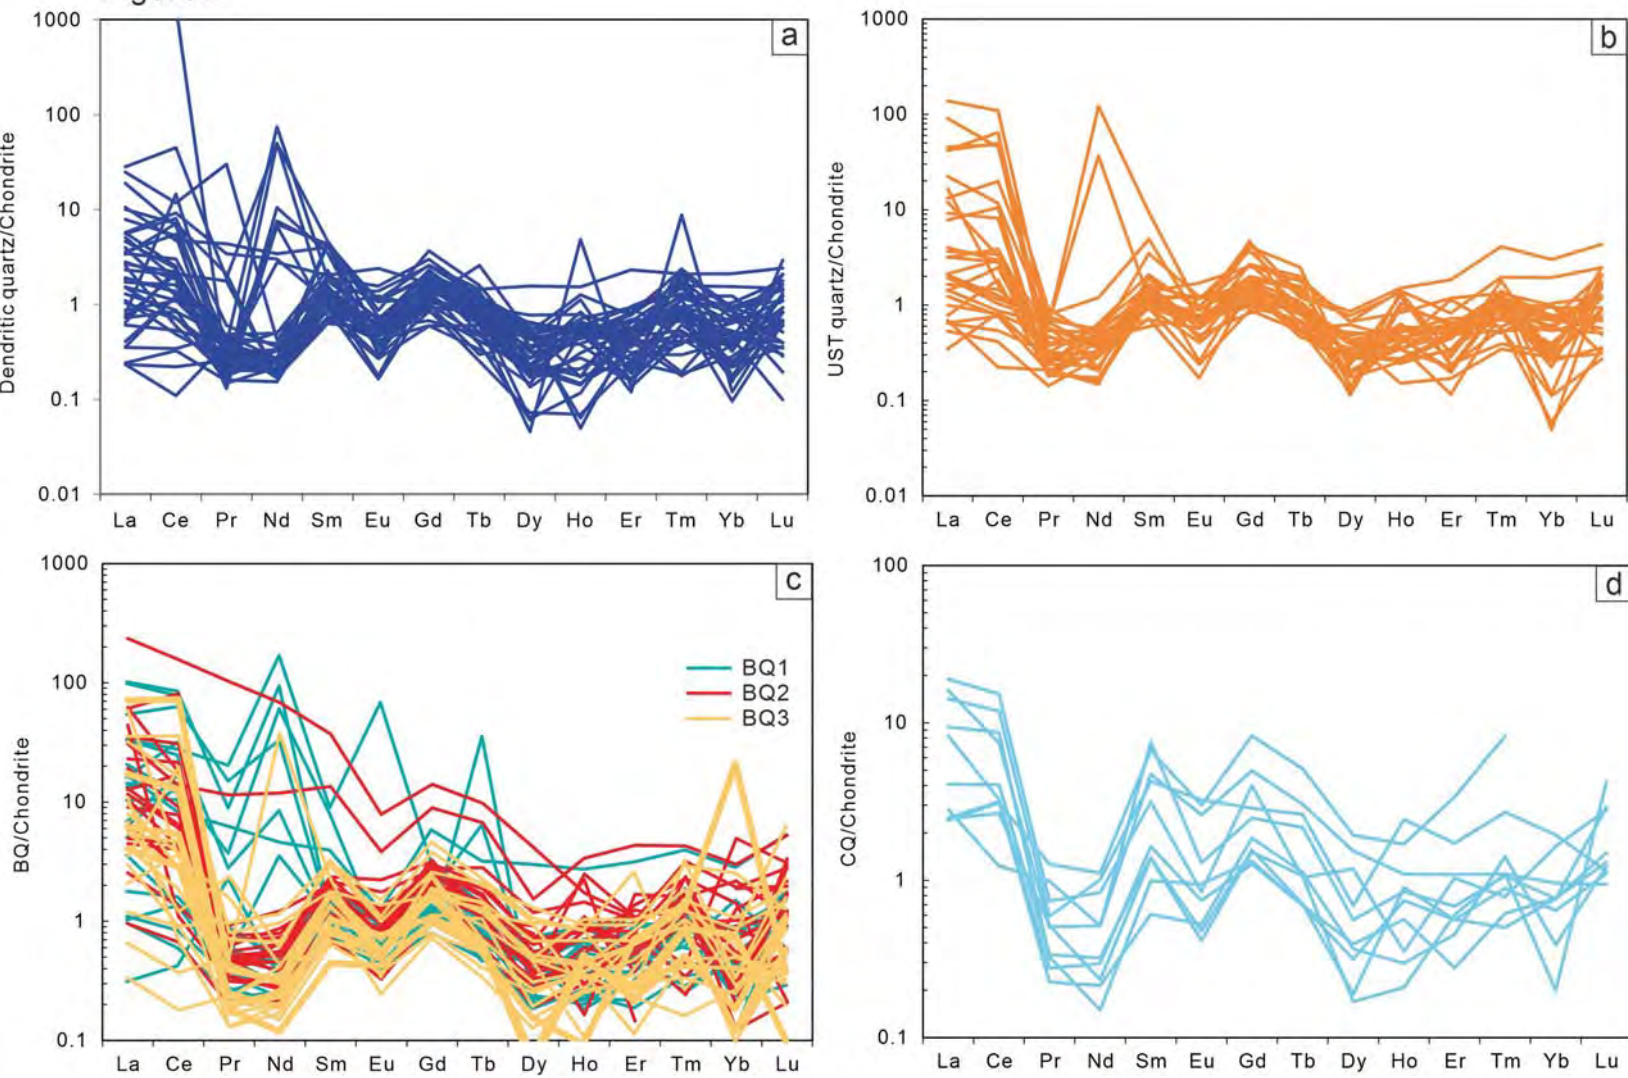 a
1000
100
10
1
0.1
0.01
Dendritic quartz/Chondrite
La Ce Pr Nd Sm Eu Gd Tb Dy Ho Er Tm Yb Lu
b
1000
100
10
1
0.1
0.01
UST quartz/Chondrite
La Ce Pr Nd Sm Eu Gd Tb Dy Ho Er Tm Yb Lu
c
1000
100
10
1
0.1
BQ/Chondrite
BQ1
BQ2
BQ3
La Ce Pr Nd Sm Eu Gd Tb Dy Ho Er Tm Yb Lu
d
100
10
1
0.1
CQ/Chondrite
La Ce Pr Nd Sm Eu Gd Tb Dy Ho Er Tm Yb Lu